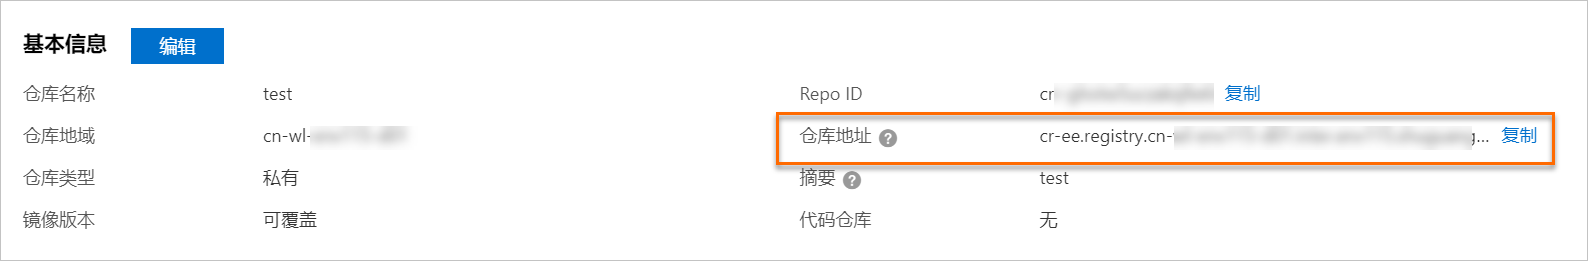 基本信息 编辑
仓库名称 test Repo ID cr 复制
仓库地域 cn-wl- 仓库地址 ? cr-ee.registry.cn- g... 复制
仓库类型 私有 摘要 ? test
镜像版本 可覆盖 代码仓库 无